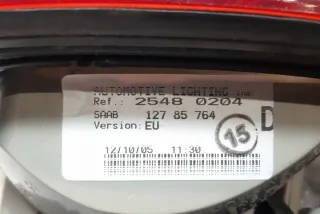 AUTOMOTIVE LIGHTING
Ref.: 2548 0204
SAAB 127 85 764
Version: EU 15 D
12/10/05 11:30